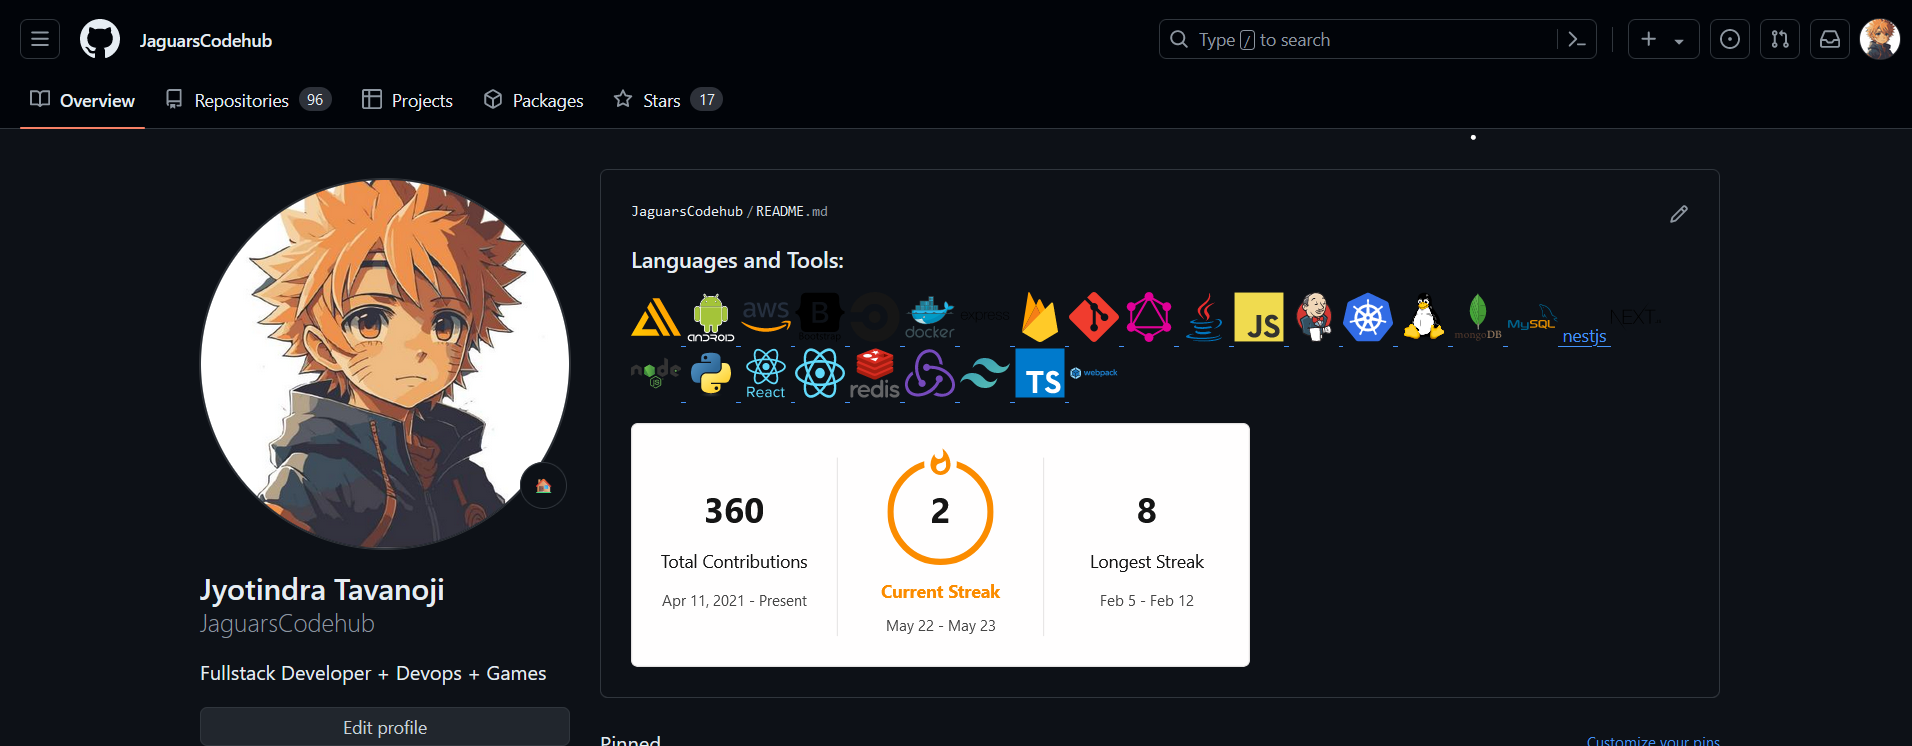 JaguarsCodehub
Type / to search
Overview
Repositories 96
Projects
Packages
Stars 17
JaguarsCodehub/README.md
Languages and Tools:
ANDROID
aws
B
docker
express
JS
mongoDB
MySQL
nestjs
NEXT
node
JS
React
redis
TS
webpack
360
Total Contributions
Apr 11, 2021 - Present
2
Current Streak
May 22 - May 23
8
Longest Streak
Feb 5 - Feb 12
Jyotindra Tavanoji
JaguarsCodehub
Fullstack Developer + Devops + Games
Edit profile
Pinned
Customize your pins